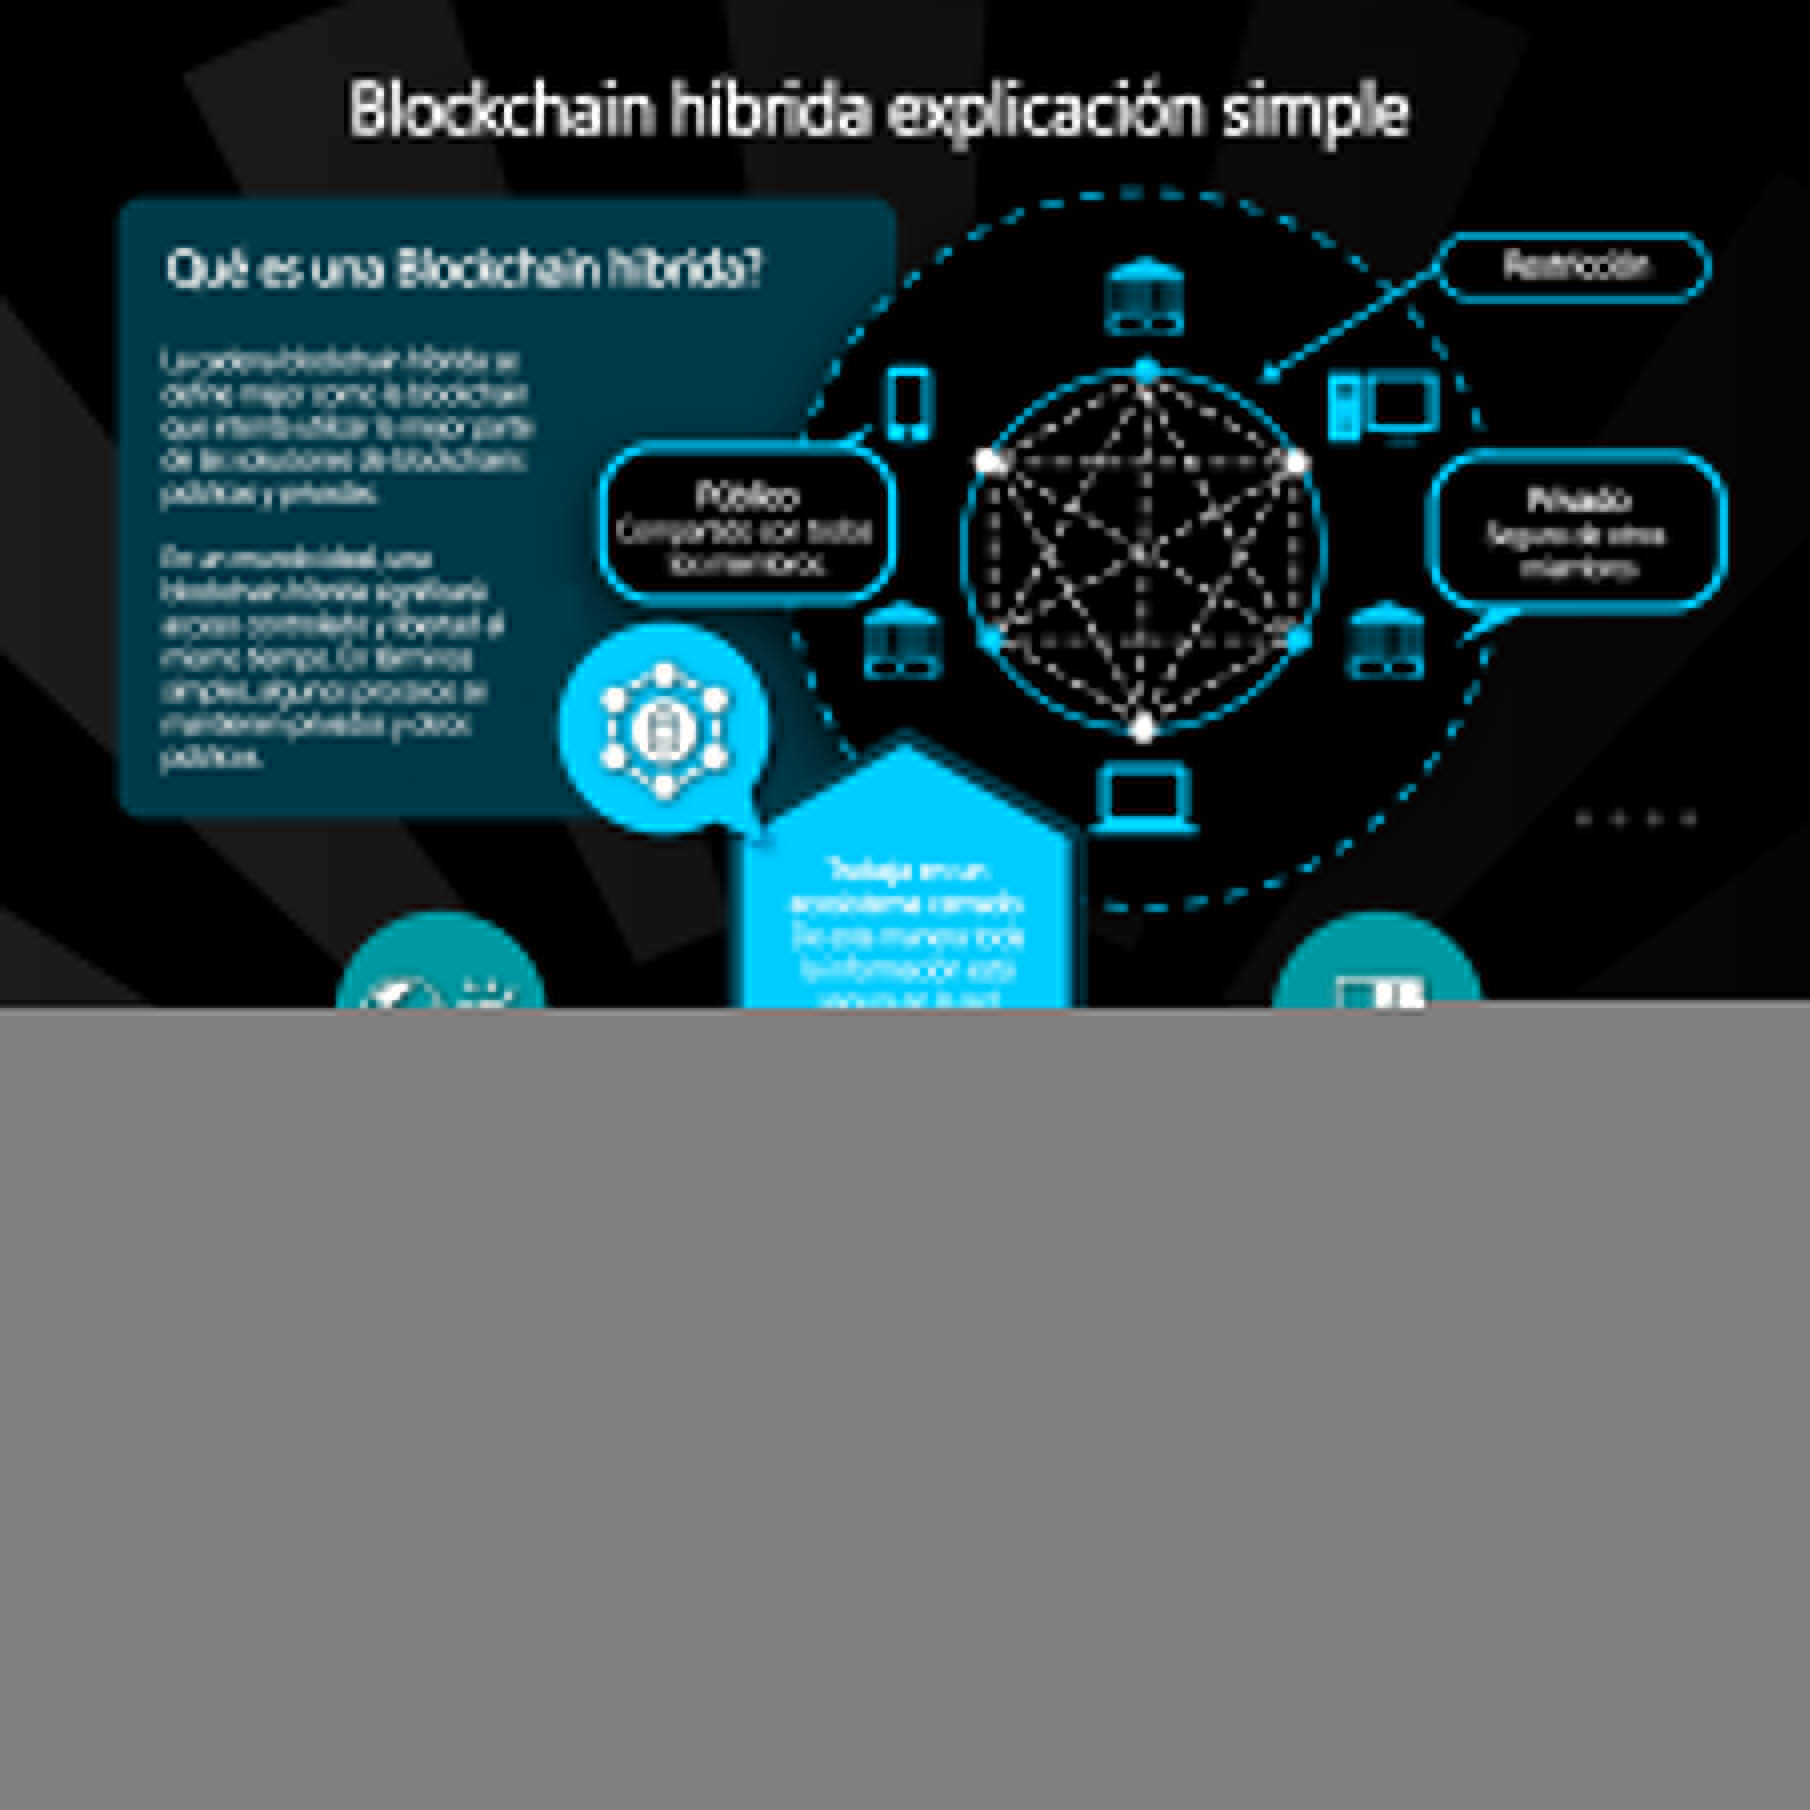 Blockchain híbrida explicación simple
Qué es una Blockchain híbrida?
La cadena blockchain híbrida se
define mejor como la blockchain
que intenta utilizar la mejor parte
de las soluciones de blockchains
públicas y privadas.
En un mundo ideal, una
blockchain híbrida significará
acceso controlado y libertad al
mismo tiempo. En términos
simples, algunos procesos se
mantienen privados y otros
públicos.
Restricción
Público
Compartido con todos
los miembros.
Privado
Seguro de otros
miembros
Trabaja en un
ecosistema cerrado
De esta manera toda
la información está